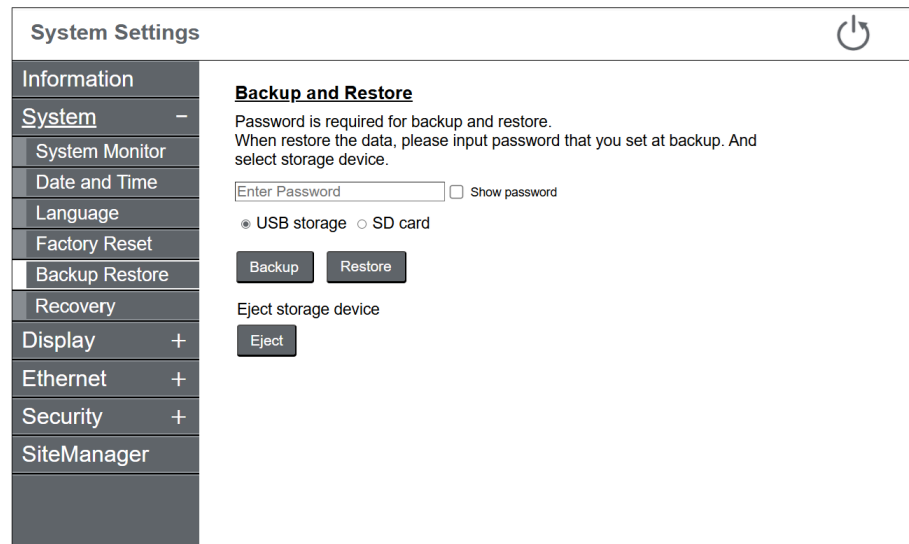 System Settings
Information
System −
System Monitor
Date and Time
Language
Factory Reset
Backup Restore
Recovery
Display +
Ethernet +
Security +
SiteManager
Backup and Restore
Password is required for backup and restore.
When restore the data, please input password that you set at backup. And
select storage device.
Enter Password Show password
USB storage SD card
Backup Restore
Eject storage device
Eject